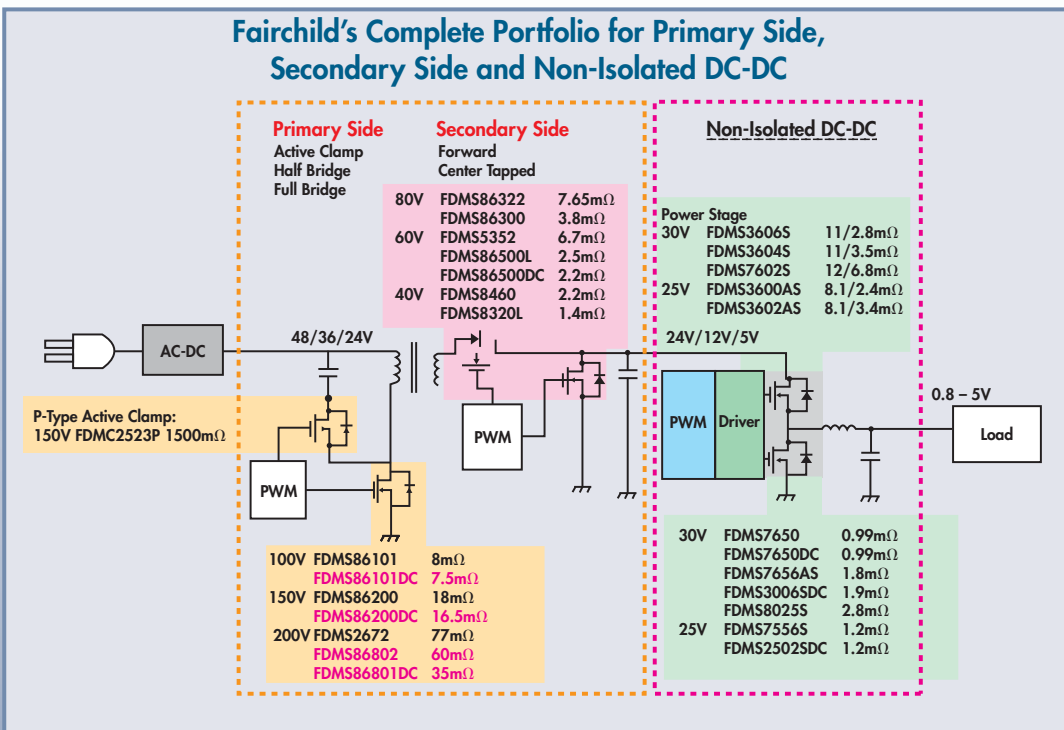 Fairchild's Complete Portfolio for Primary Side,
Secondary Side and Non-Isolated DC-DC
Primary Side
Active Clamp
Half Bridge
Full Bridge
Secondary Side
Forward
Center Tapped
80V FDMS86322 7.65mΩ
FDMS86300 3.8mΩ
60V FDMS5352 6.7mΩ
FDMS86500L 2.5mΩ
FDMS86500DC 2.2mΩ
40V FDMS8460 2.2mΩ
FDMS8320L 1.4mΩ
Non-Isolated DC-DC
Power Stage
30V FDMS3606S 11/2.8mΩ
FDMS3604S 11/3.5mΩ
FDMS7602S 12/6.8mΩ
25V FDMS3600AS 8.1/2.4mΩ
FDMS3602AS 8.1/3.4mΩ
AC-DC
48/36/24V
24V/12V/5V
P-Type Active Clamp:
150V FDMC2523P 1500mΩ
PWM
PWM
PWM
Driver
0.8 – 5V
Load
100V FDMS86101 8mΩ
FDMS86101DC 7.5mΩ
150V FDMS86200 18mΩ
FDMS86200DC 16.5mΩ
200V FDMS2672 77mΩ
FDMS86802 60mΩ
FDMS86801DC 35mΩ
30V FDMS7650 0.99mΩ
FDMS7650DC 0.99mΩ
FDMS7656AS 1.8mΩ
FDMS3006SDC 1.9mΩ
FDMS8025S 2.8mΩ
25V FDMS7556S 1.2mΩ
FDMS2502SDC 1.2mΩ